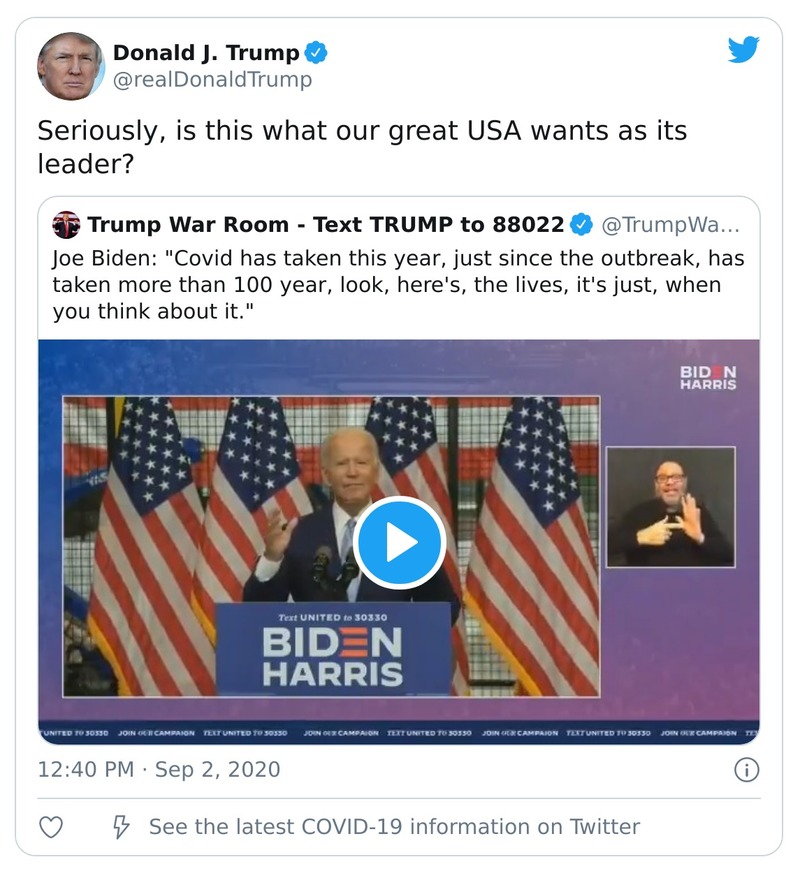 Donald J. Trump
@realDonaldTrump
Seriously, is this what our great USA wants as its
leader?
Trump War Room - Text TRUMP to 88022 @TrumpWa...
Joe Biden: "Covid has taken this year, just since the outbreak, has
taken more than 100 year, look, here's, the lives, it's just, when
you think about it."
BIDEN
HARRIS
Text UNITED to 30330
BIDEN
HARRIS
UNITED TO 30330 JOIN OUR CAMPAIGN TEXT UNITED TO 30330 JOIN OUR CAMPAIGN TEXT UNITED TO 30330 JOIN OUR CAMPAIGN TEXT UNITED TO 30330 JOIN OUR CAMPAIGN
12:40 PM · Sep 2, 2020
See the latest COVID-19 information on Twitter